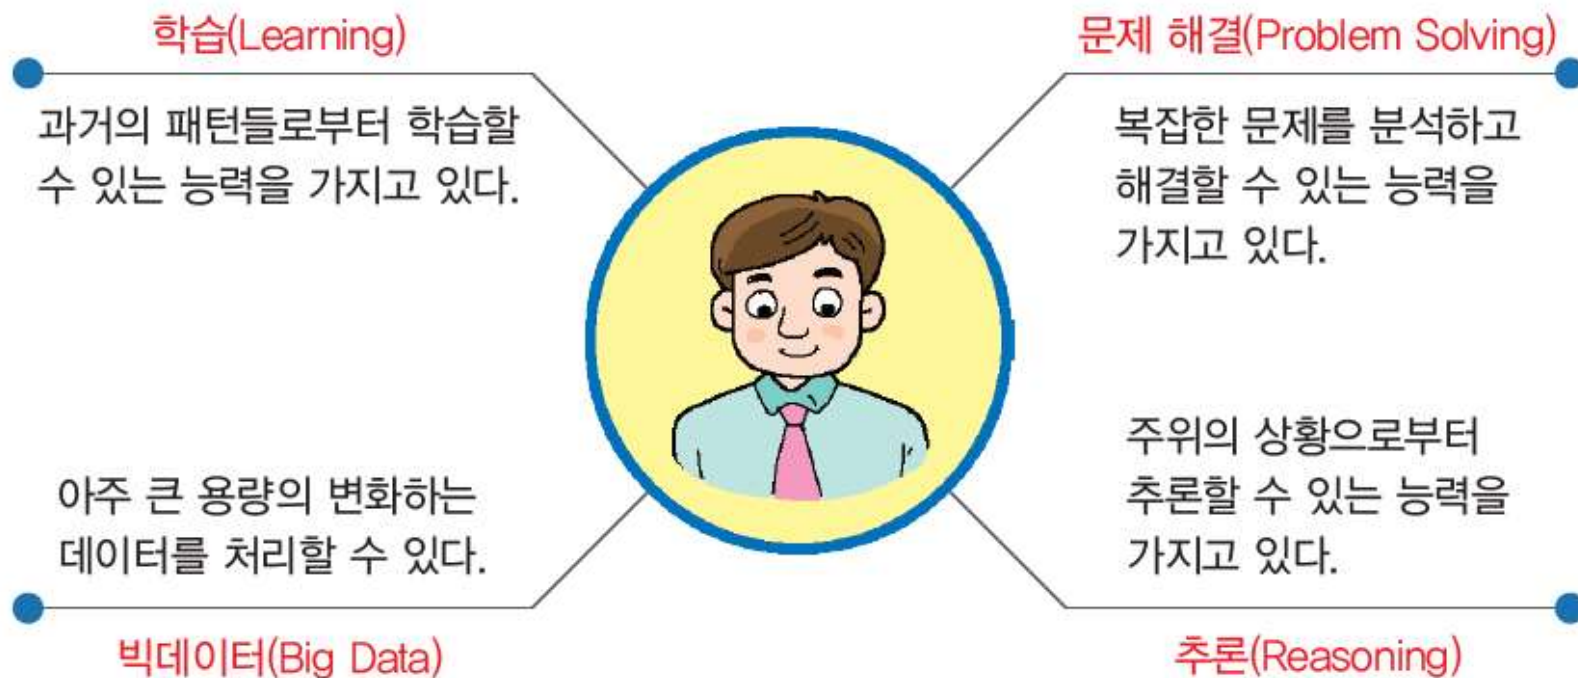 학습(Learning)
과거의 패턴들로부터 학습할
수 있는 능력을 가지고 있다.
문제 해결(Problem Solving)
복잡한 문제를 분석하고
해결할 수 있는 능력을
가지고 있다.
아주 큰 용량의 변화하는
데이터를 처리할 수 있다.
빅데이터(Big Data)
주위의 상황으로부터
추론할 수 있는 능력을
가지고 있다.
추론(Reasoning)